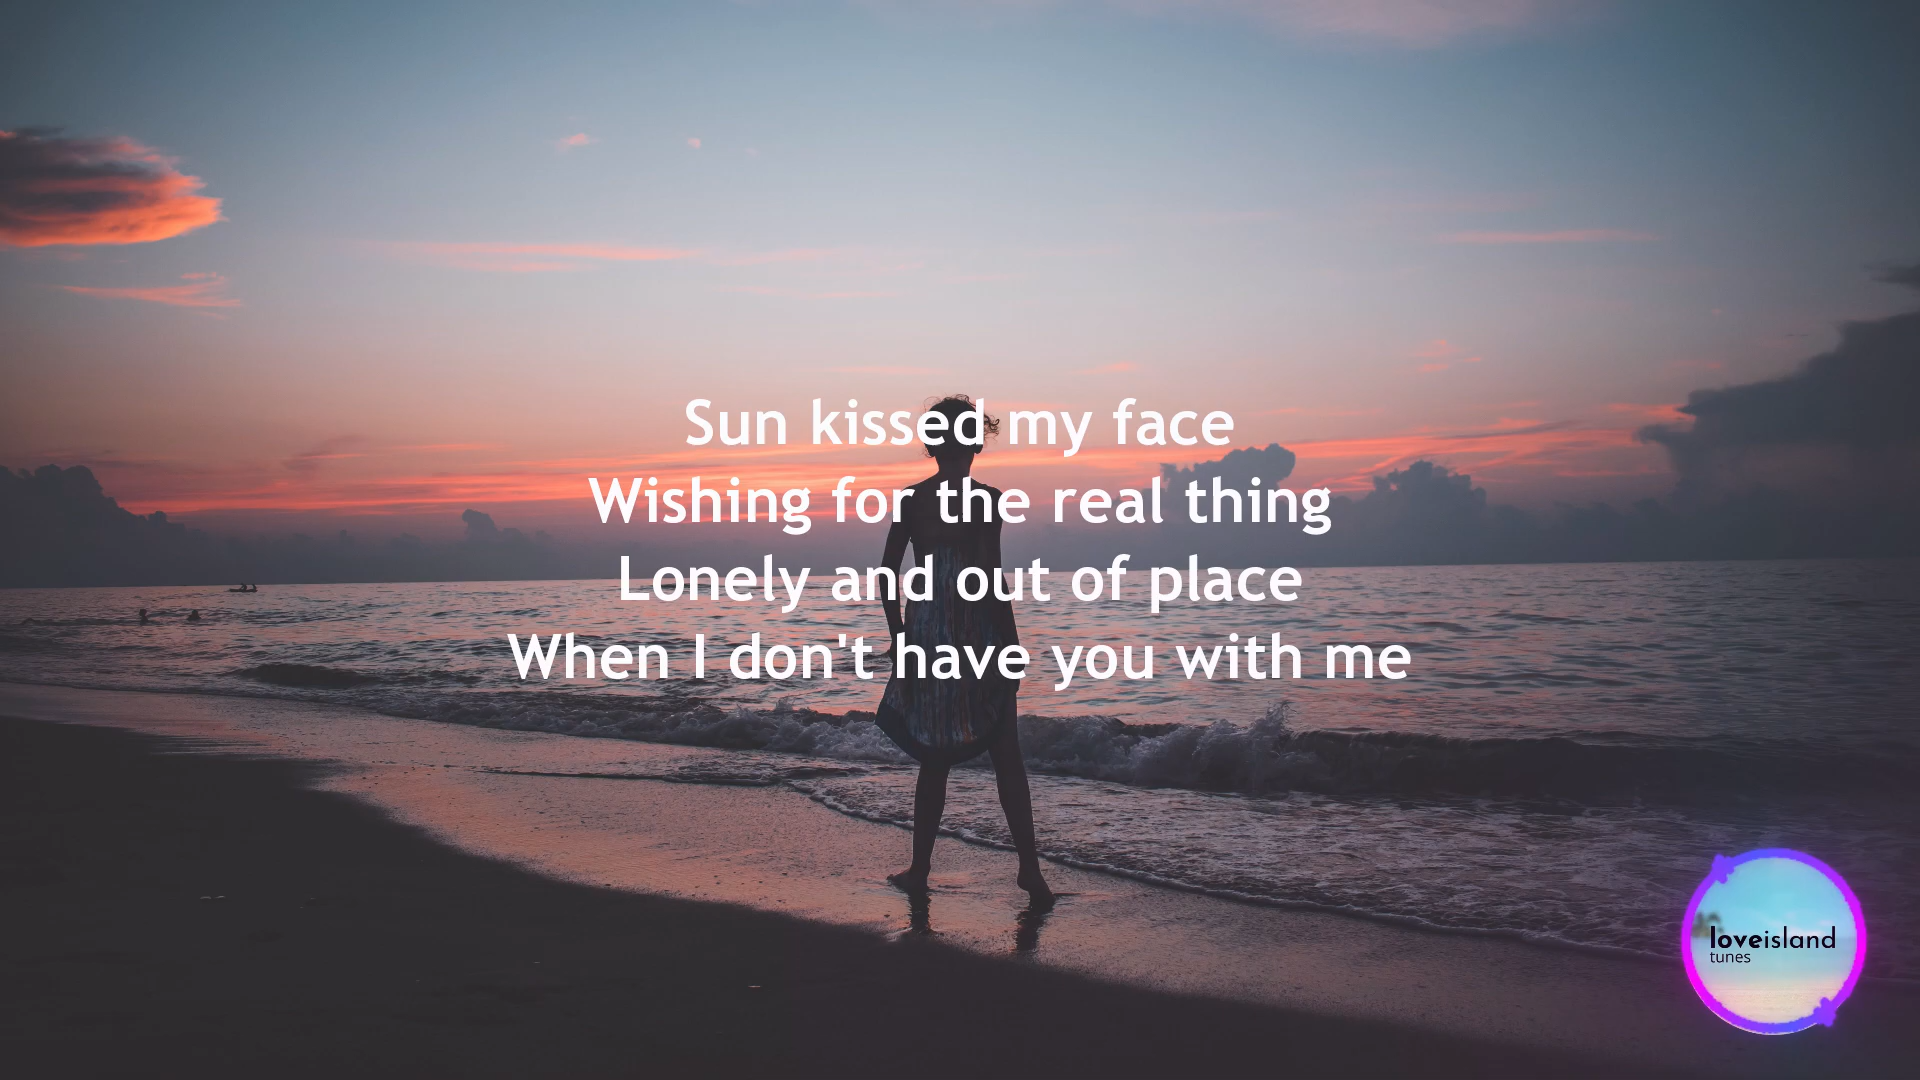 Sun kissed my face
Wishing for the real thing
Lonely and out of place
When I don't have you with me
loveisland
tunes